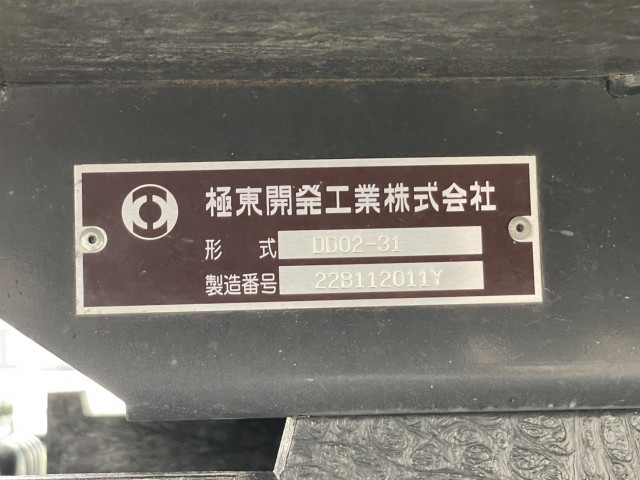 極東開発工業株式会社
形 式 DD02-31
製造番号 22B112011Y